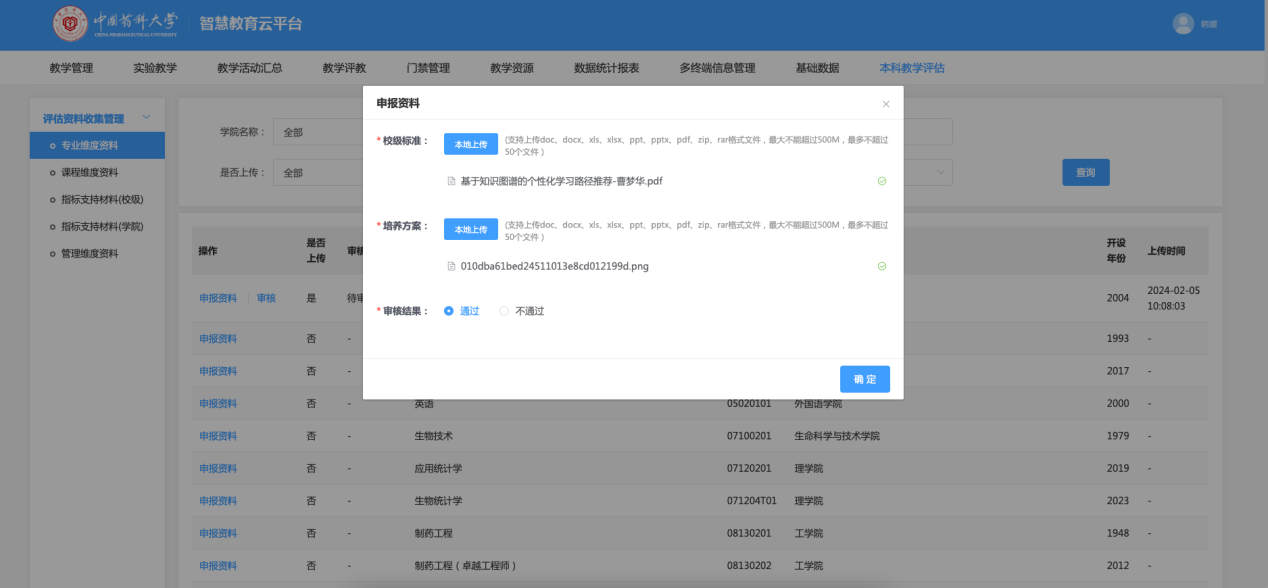 中国药科大学
CHINA PHARMACEUTICAL UNIVERSITY
智慧教育云平台
教学管理 实验教学 教学活动汇总 教学评教 门禁管理 教学资源 数据统计报表 多终端信息管理 基础数据 本科教学评估
评估资料收集管理
专业维度资料
课程维度资料
指标支持材料(校级)
指标支持材料(学院)
管理维度资料
学院名称： 全部
是否上传： 全部
查询
申报资料
*校级标准： 本地上传 (支持上传doc、docx、xls、xlsx、ppt、pptx、pdf、zip、rar格式文件，最大不能超过500M，最多不超过
50个文件）
基于知识图谱的个性化学习路径推荐-曹梦华.pdf
*培养方案： 本地上传 (支持上传doc、docx、xls、xlsx、ppt、pptx、pdf、zip、rar格式文件，最大不能超过500M，最多不超过
50个文件）
010dba61bed24511013e8cd012199d.png
*审核结果： 通过 不通过
确 定
操作 是否上传 审核 开设年份 上传时间
申报资料 审核 是 待审 2004 2024-02-05 10:08:03
申报资料 否 - 1993 -
申报资料 否 - 2017 -
申报资料 否 - 英语 05020101 外国语学院 2000 -
申报资料 否 - 生物技术 07100201 生命科学与技术学院 1979 -
申报资料 否 - 应用统计学 07120201 理学院 2019 -
申报资料 否 - 生物统计学 071204T01 理学院 2023 -
申报资料 否 - 制药工程 08130201 工学院 1948 -
申报资料 否 - 制药工程（卓越工程师） 08130202 工学院 2012 -